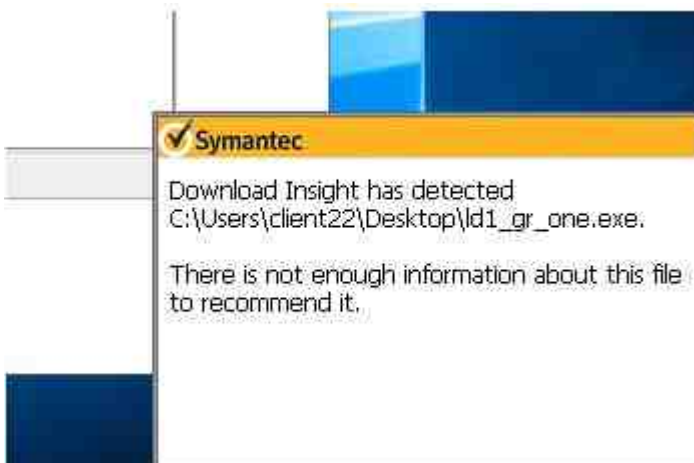 Symantec
Download Insight has detected
C:\Users\client22\Desktop\ld1_gr_one.exe.
There is not enough information about this file
to recommend it.